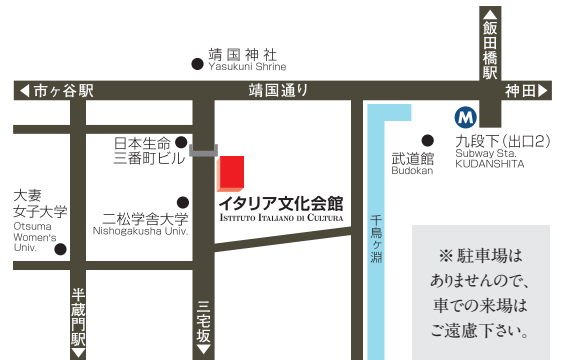 飯田橋駅
靖国神社
Yasukuni Shrine
市ヶ谷駅
靖国通り
神田
M
日本生命
三番町ビル
九段下（出口2）
Subway Sta.
KUDANSHITA
武道館
Budokan
大妻
女子大学
Otsuma
Women's
Univ.
二松学舎大学
Nishogakusha Univ.
イタリア文化会館
ISTITUTO ITALIANO DI CULTURA
千鳥ヶ淵
半蔵門駅
三宅坂
※ 駐車場は
ありませんので、
車での来場は
ご遠慮下さい。